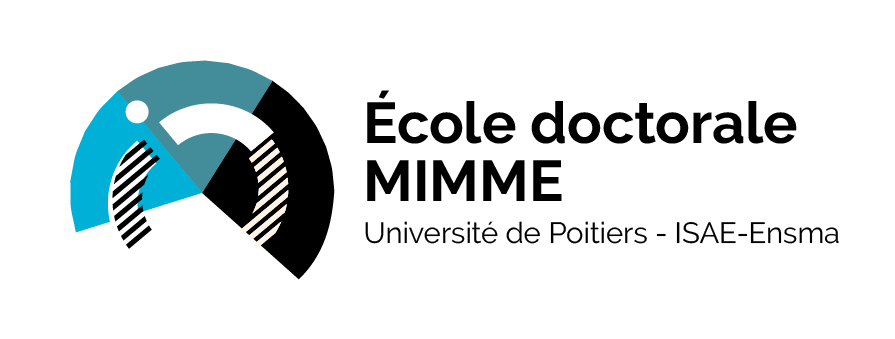 École doctorale
MIMME
Université de Poitiers - ISAE-Ensma